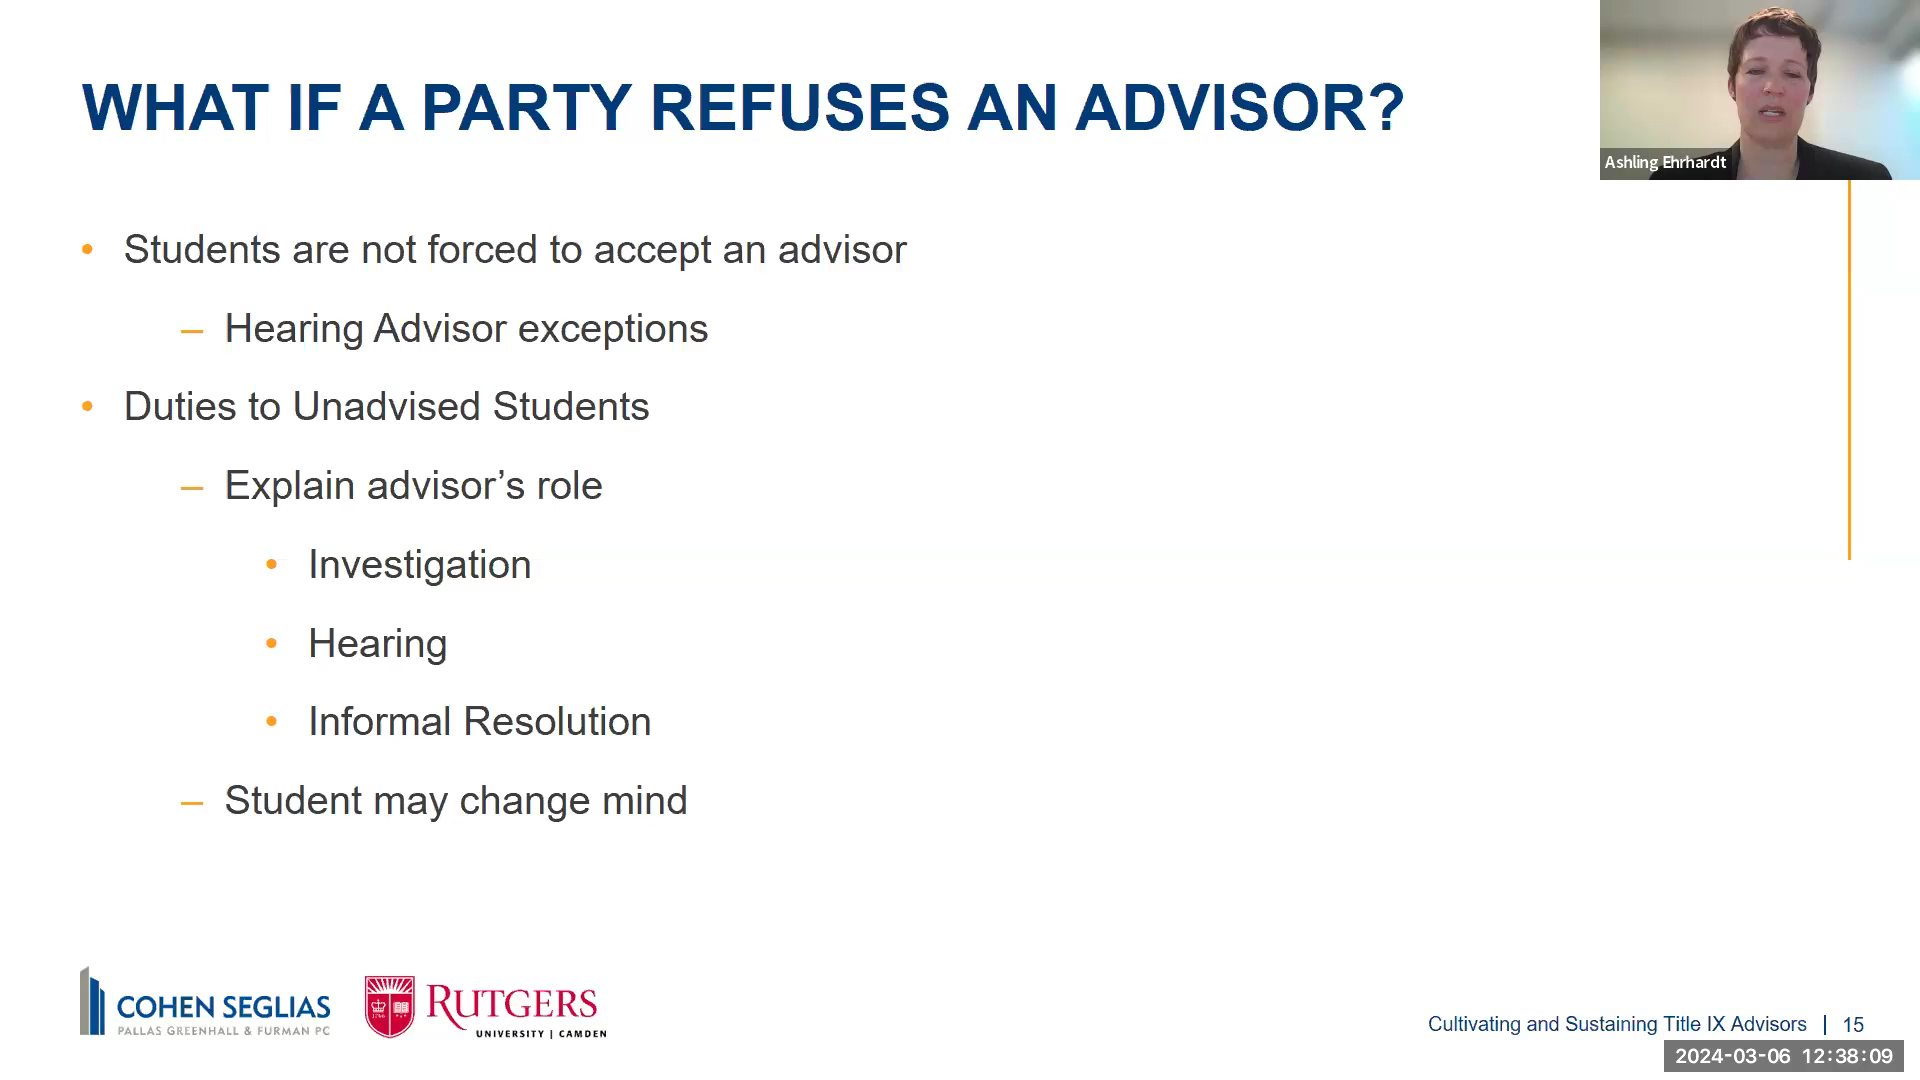 WHAT IF A PARTY REFUSES AN ADVISOR?
Ashling Ehrhardt
• Students are not forced to accept an advisor
– Hearing Advisor exceptions
• Duties to Unadvised Students
– Explain advisor’s role
• Investigation
• Hearing
• Informal Resolution
– Student may change mind
COHEN SEGLIAS
PALLAS GREENHALL & FURMAN PC
1766
RUTGERS
UNIVERSITY | CAMDEN
Cultivating and Sustaining Title IX Advisors | 15
2024-03-06 12:38:09